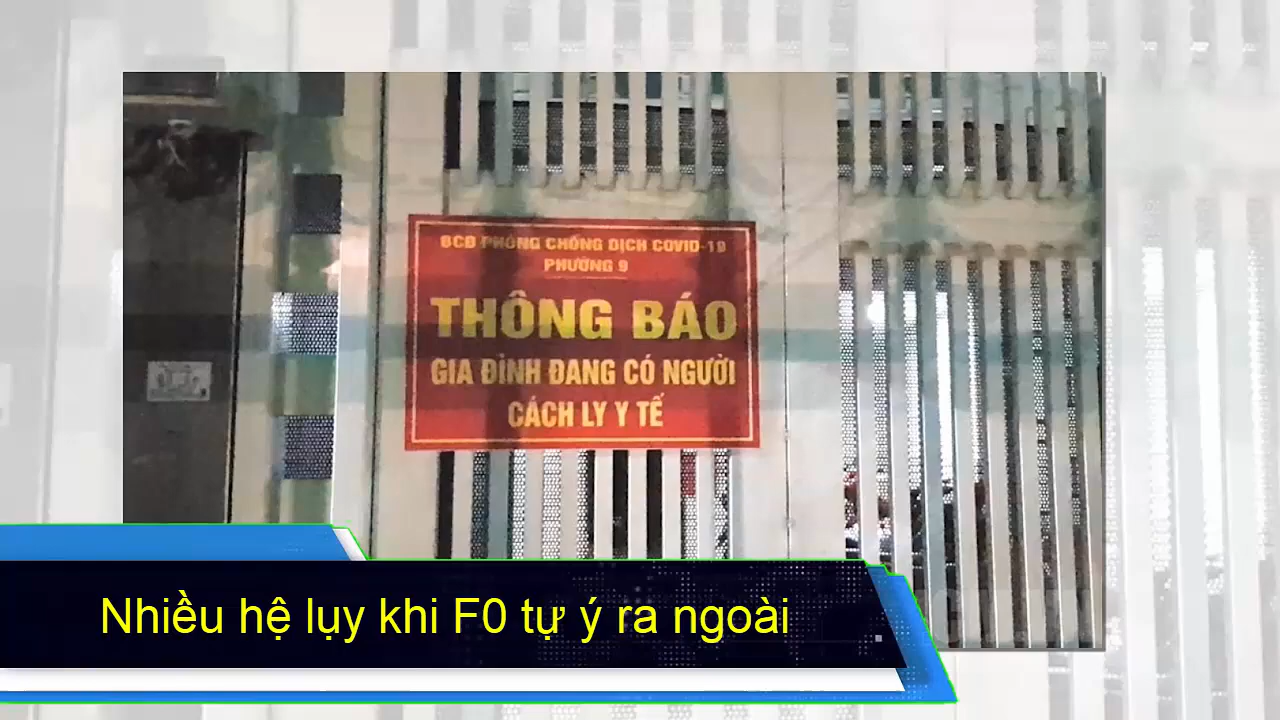 BCĐ PHÒNG CHỐNG DỊCH COVID-19
PHƯỜNG 9
THÔNG BÁO
GIA ĐÌNH ĐANG CÓ NGƯỜI
CÁCH LY Y TẾ
Nhiều hệ lụy khi F0 tự ý ra ngoài